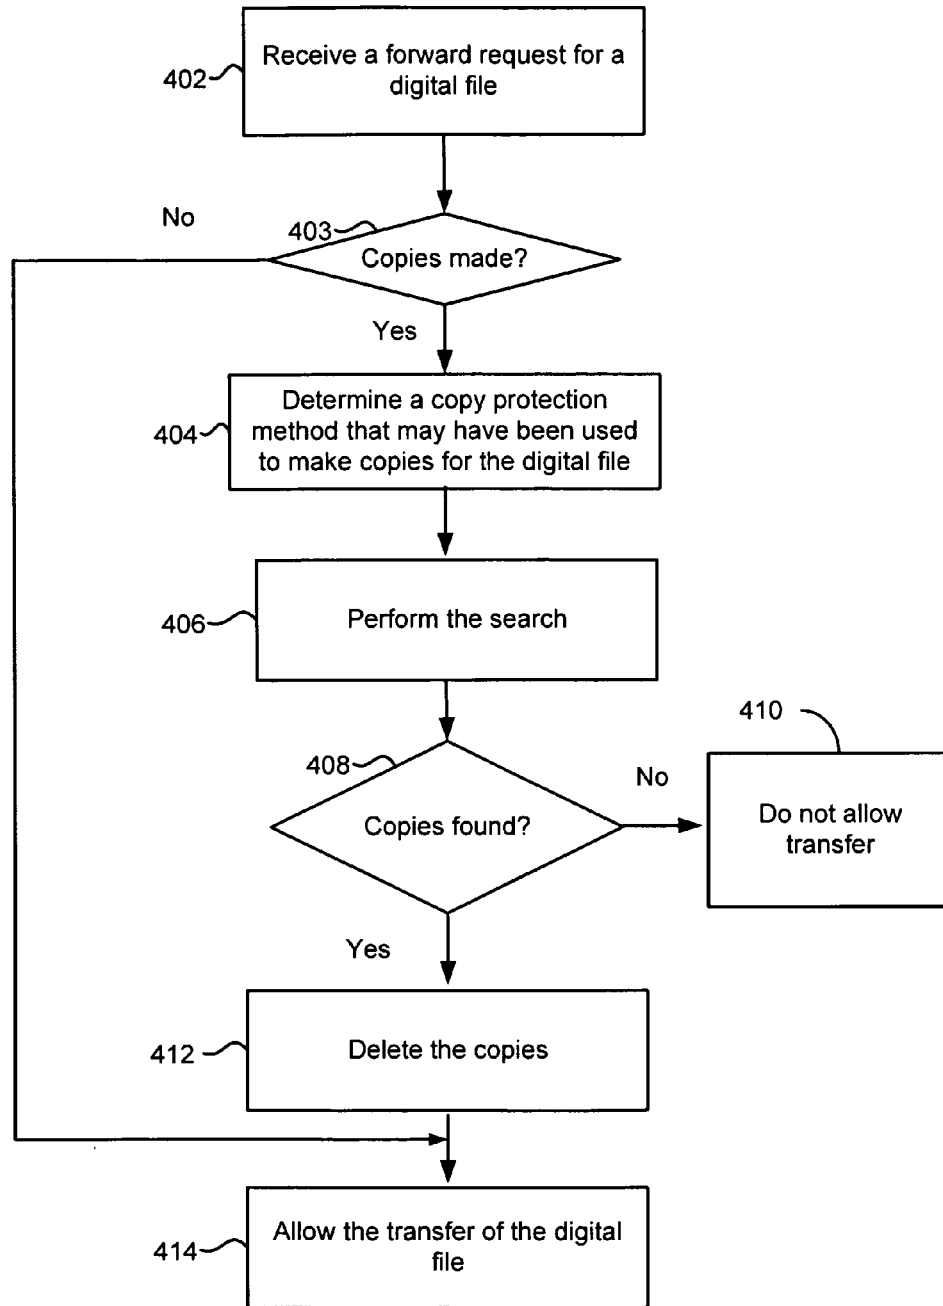 Receive a forward request for a
digital file
402
No
403
Copies made?
Yes
Determine a copy protection
method that may have been used
to make copies for the digital file
404
Perform the search
406
410
408
No
Copies found?
Do not allow
transfer
Yes
Delete the copies
412
Allow the transfer of the digital
file
414